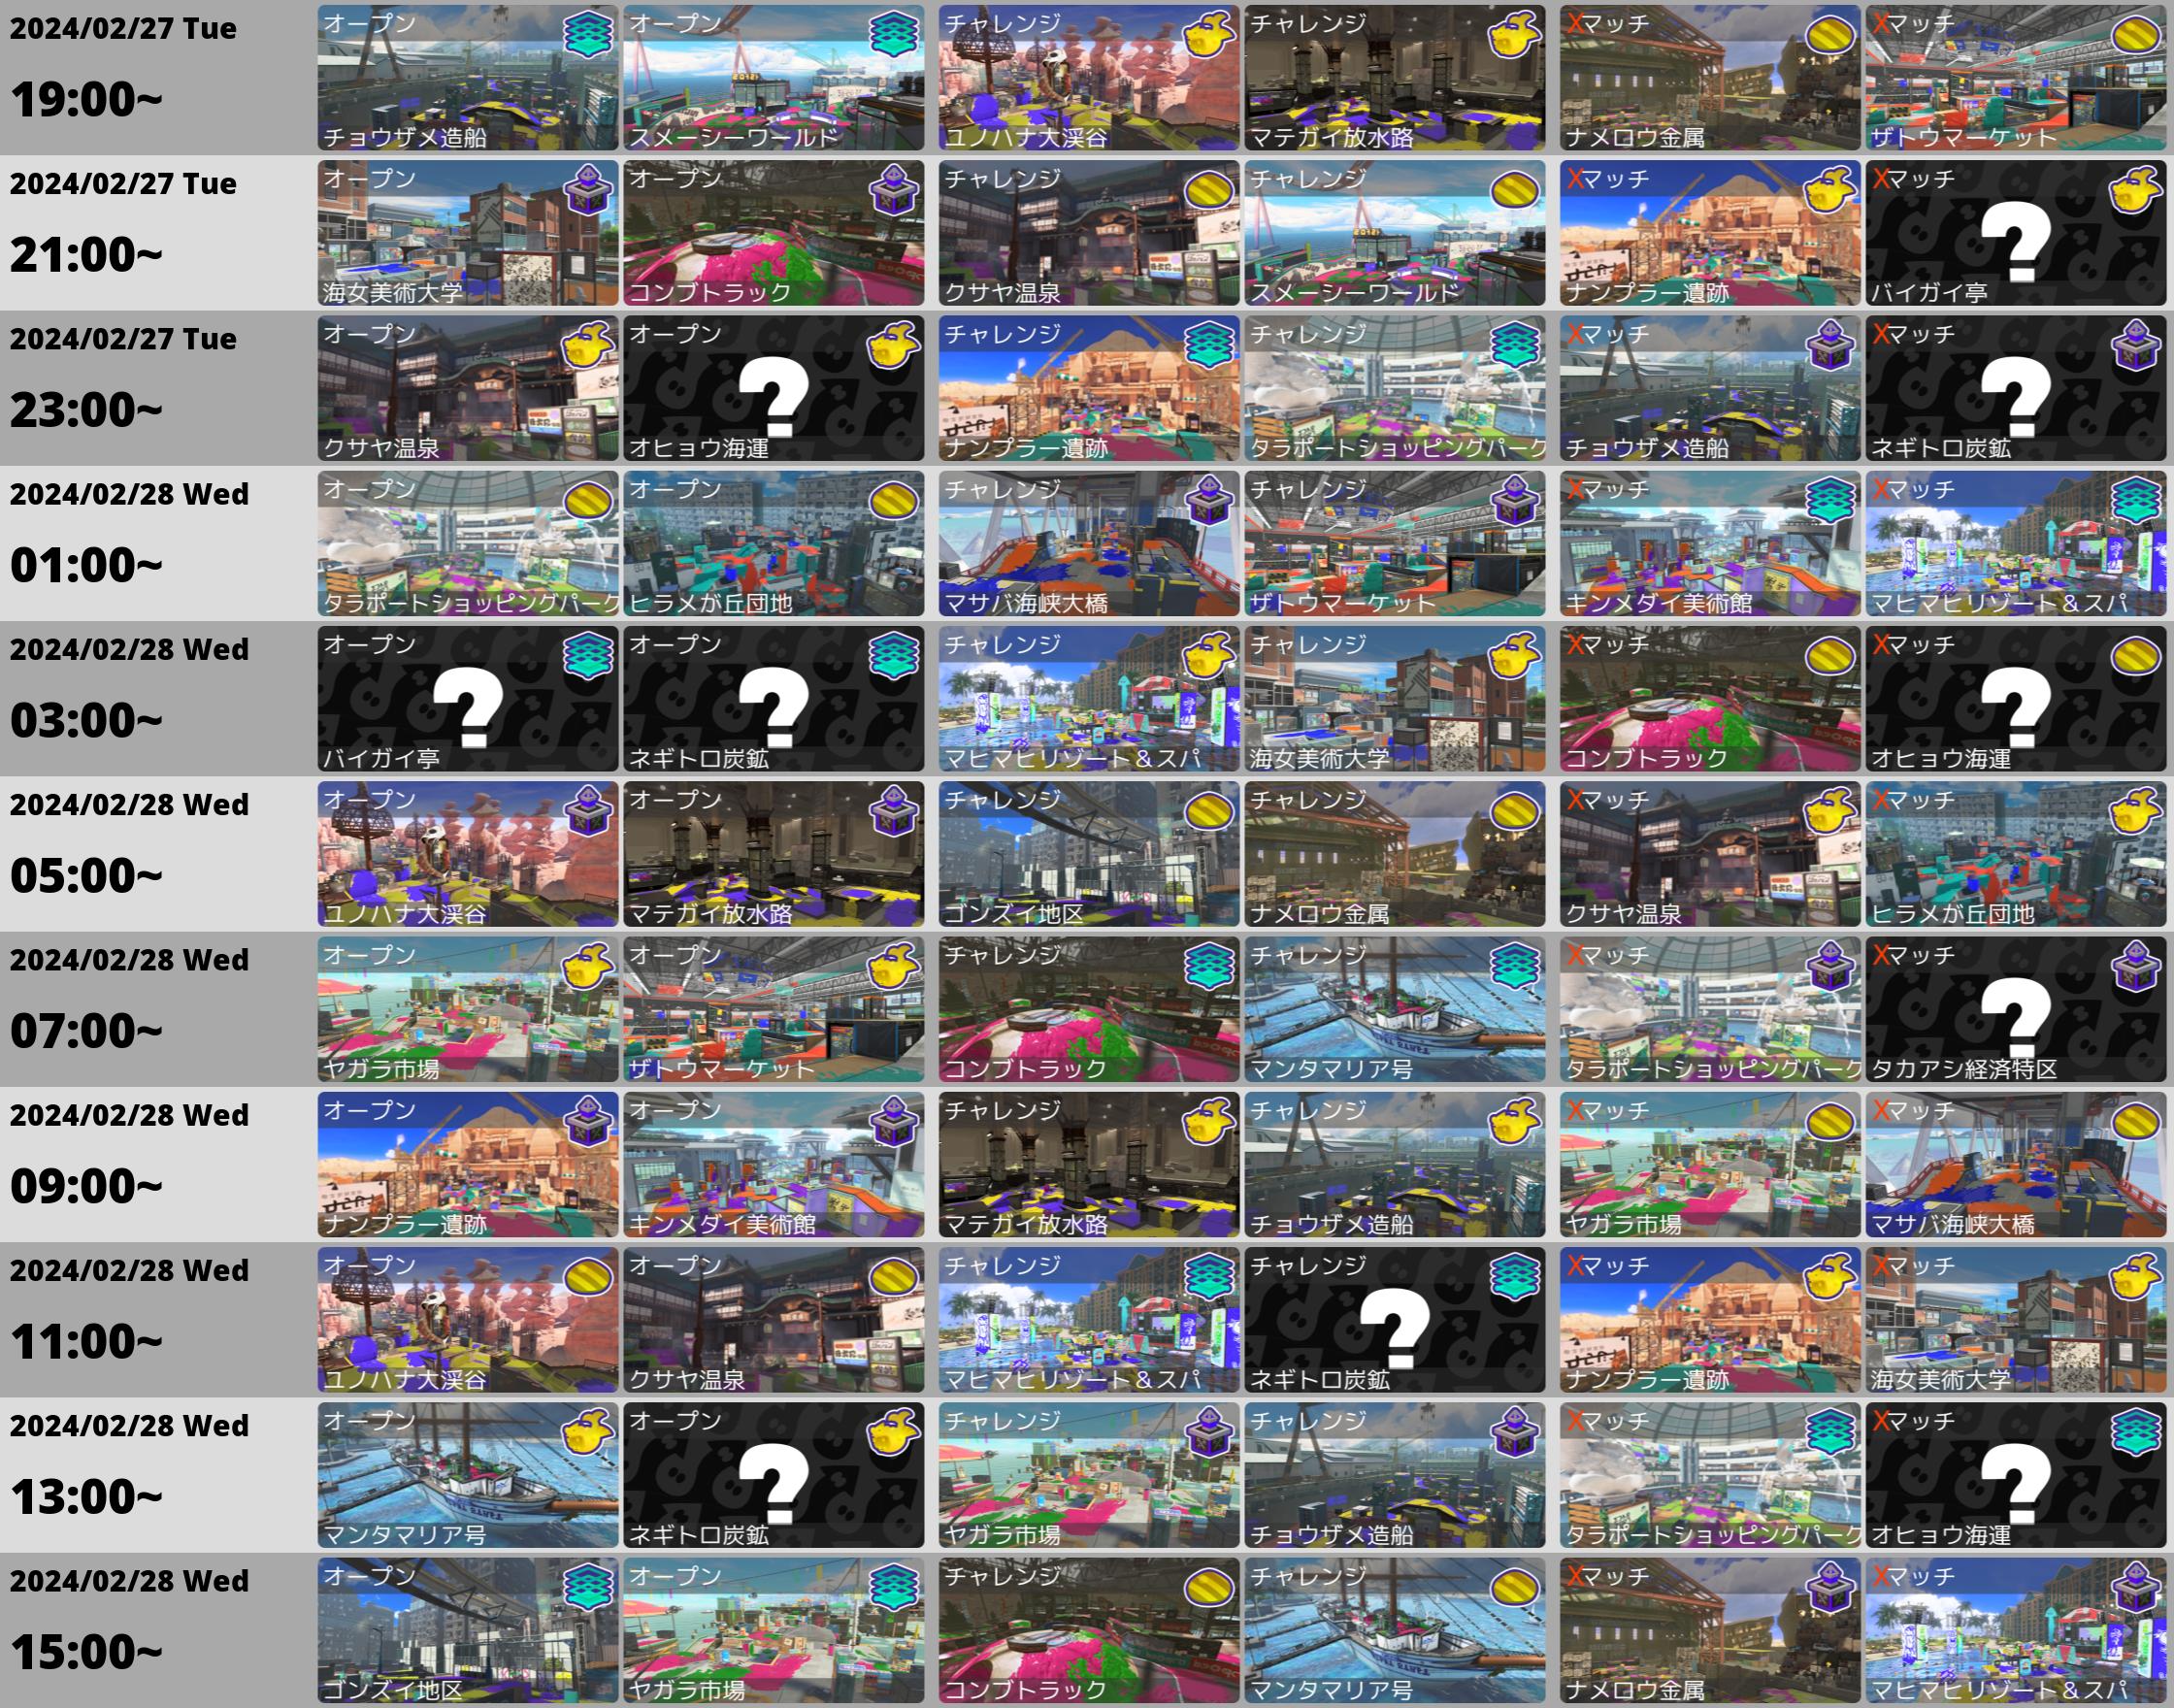 2024/02/27 Tue
19:00~
オープン
チョウザメ造船
オープン
スメーシーワールド
チャレンジ
ユノハナ大渓谷
チャレンジ
マテガイ放水路
Xマッチ
ナメロウ金属
Xマッチ
ザトウマーケット
2024/02/27 Tue
21:00~
オープン
海女美術大学
オープン
コンブトラック
チャレンジ
クサヤ温泉
チャレンジ
スメーシーワールド
Xマッチ
ナンプラー遺跡
Xマッチ
?
バイガイ亭
2024/02/27 Tue
23:00~
オープン
クサヤ温泉
オープン
?
オヒョウ海運
チャレンジ
ナンプラー遺跡
チャレンジ
タラポートショッピングパーク
Xマッチ
チョウザメ造船
Xマッチ
?
ネギトロ炭鉱
2024/02/28 Wed
01:00~
オープン
タラポートショッピングパーク
オープン
ヒラメが丘団地
チャレンジ
マサバ海峡大橋
チャレンジ
ザトウマーケット
Xマッチ
キンメダイ美術館
Xマッチ
マヒマヒリゾート&スパ
2024/02/28 Wed
03:00~
オープン
?
バイガイ亭
オープン
?
ネギトロ炭鉱
チャレンジ
マヒマヒリゾート&スパ
チャレンジ
海女美術大学
Xマッチ
コンブトラック
Xマッチ
?
オヒョウ海運
2024/02/28 Wed
05:00~
オープン
ユノハナ大渓谷
オープン
マテガイ放水路
チャレンジ
ゴンズイ地区
チャレンジ
ナメロウ金属
Xマッチ
クサヤ温泉
Xマッチ
ヒラメが丘団地
2024/02/28 Wed
07:00~
オープン
ヤガラ市場
オープン
ザトウマーケット
チャレンジ
コンブトラック
チャレンジ
マンタマリア号
Xマッチ
タラポートショッピングパーク
Xマッチ
?
タカアシ経済特区
2024/02/28 Wed
09:00~
オープン
ナンプラー遺跡
オープン
キンメダイ美術館
チャレンジ
マテガイ放水路
チャレンジ
チョウザメ造船
Xマッチ
ヤガラ市場
Xマッチ
マサバ海峡大橋
2024/02/28 Wed
11:00~
オープン
ユノハナ大渓谷
オープン
クサヤ温泉
チャレンジ
マヒマヒリゾート&スパ
チャレンジ
?
ネギトロ炭鉱
Xマッチ
ナンプラー遺跡
Xマッチ
海女美術大学
2024/02/28 Wed
13:00~
オープン
マンタマリア号
オープン
?
ネギトロ炭鉱
チャレンジ
ヤガラ市場
チャレンジ
チョウザメ造船
Xマッチ
タラポートショッピングパーク
Xマッチ
?
オヒョウ海運
2024/02/28 Wed
15:00~
オープン
ゴンズイ地区
オープン
ヤガラ市場
チャレンジ
コンブトラック
チャレンジ
マンタマリア号
Xマッチ
ナメロウ金属
Xマッチ
マヒマヒリゾート&スパ